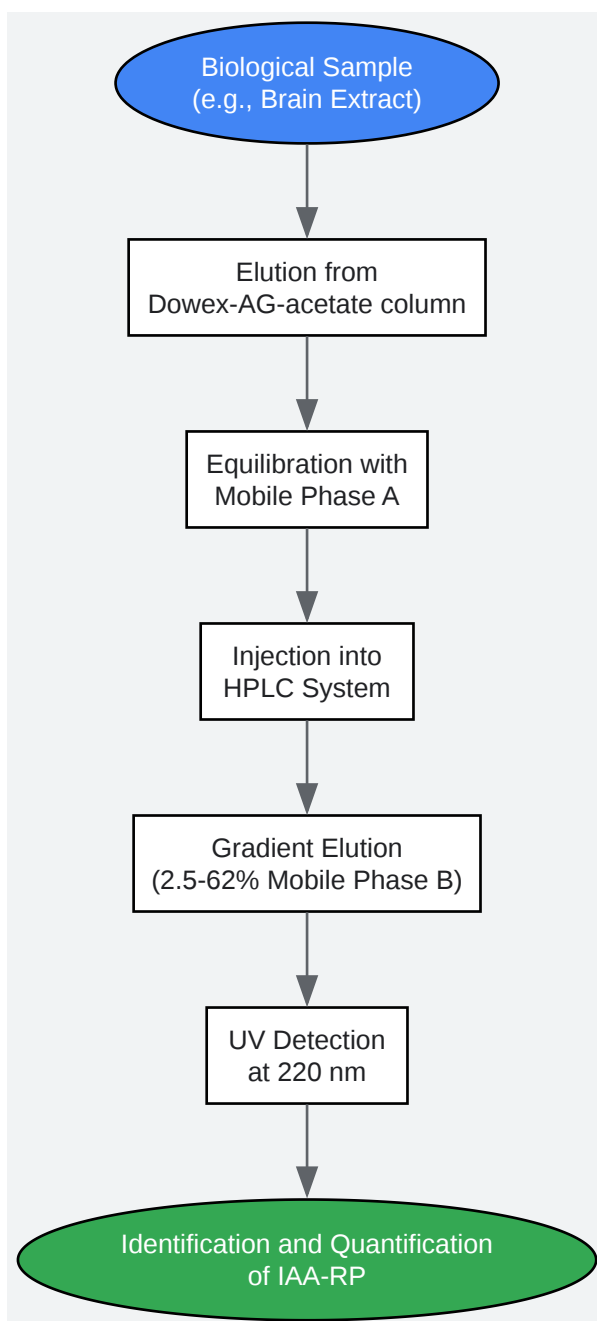 Biological Sample
(e.g., Brain Extract)
Elution from
Dowex-AG-acetate column
Equilibration with
Mobile Phase A
Injection into
HPLC System
Gradient Elution
(2.5-62% Mobile Phase B)
UV Detection
at 220 nm
Identification and Quantification
of IAA-RP